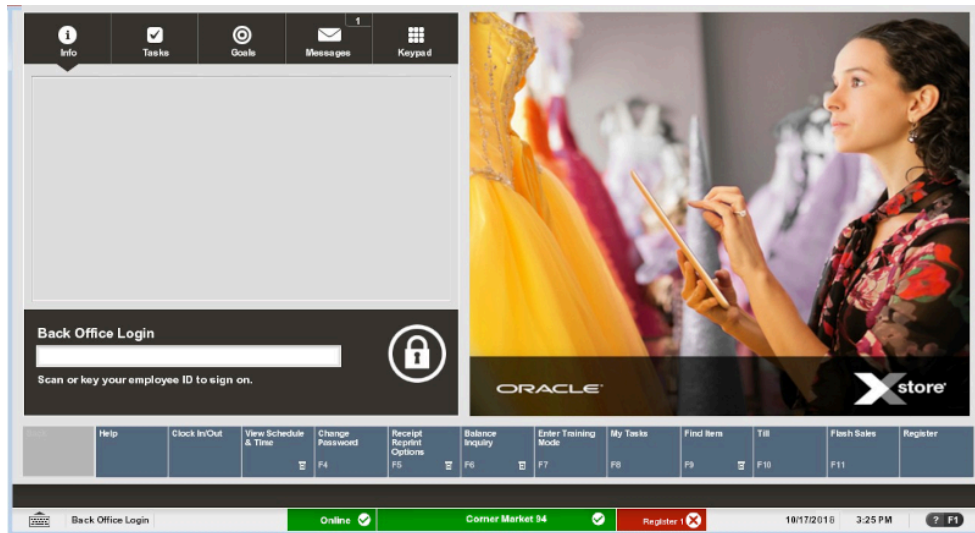 1
Info
Tasks
Goals
Messages
Keypad
Back Office Login
Scan or key your employee ID to sign on.
ORACLE
Xstore
Help
Clock In/Out
View Schedule
& Time
Change
Password
F4
Receipt
Reprint
Options
F5
Balance
Inquiry
F6
Enter Training
Mode
F7
My Tasks
F8
Find Item
F9
Till
F10
Flash Sales
F11
Register
Back Office Login
Online
Corner Market 94
Register 1
10/17/2018
3:25 PM
? F1